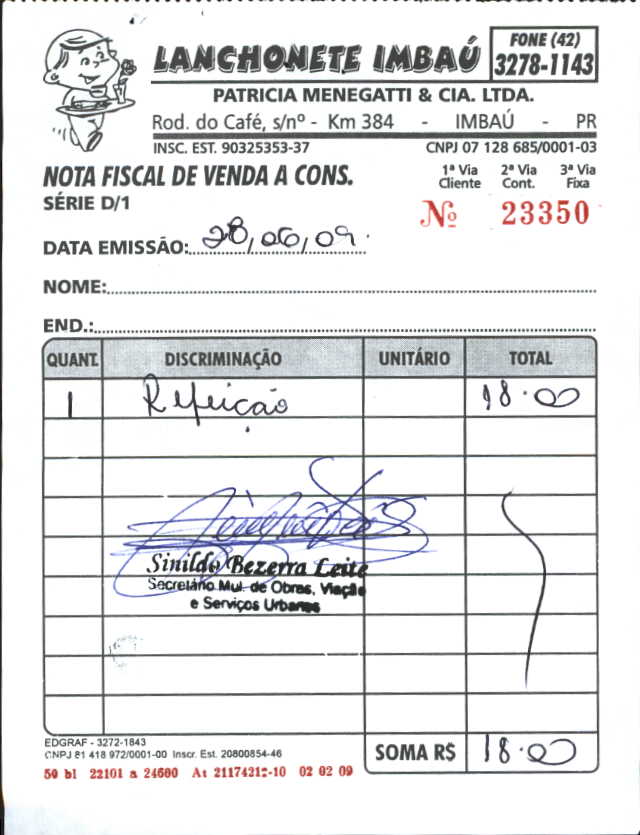 LANCHONETE IMBAÚ
FONE (42)
3278-1143
PATRICIA MENEGATTI & CIA. LTDA.
Rod. do Café, s/nº - Km 384 - IMBAÚ - PR
INSC. EST. 90325353-37 CNPJ 07 128 685/0001-03
NOTA FISCAL DE VENDA A CONS.
1ª Via 2ª Via 3ª Via
Cliente Cont. Fixa
SÉRIE D/1
Nº 23350
DATA EMISSÃO: 28,06,09.
NOME:
END.:
QUANT. DISCRIMINAÇÃO UNITÁRIO TOTAL
1 Refeição 18.00
Sinildo Bezerra Leite
Secretário Mul. de Obras, Viação
e Serviços Urbanos
SOMA R$ 18.00
EDGRAF - 3272-1843
CNPJ 81 418 972/0001-00 Inscr. Est. 20800854-46
50 bl 22101 a 24600 At 21174212-10 02 02 09